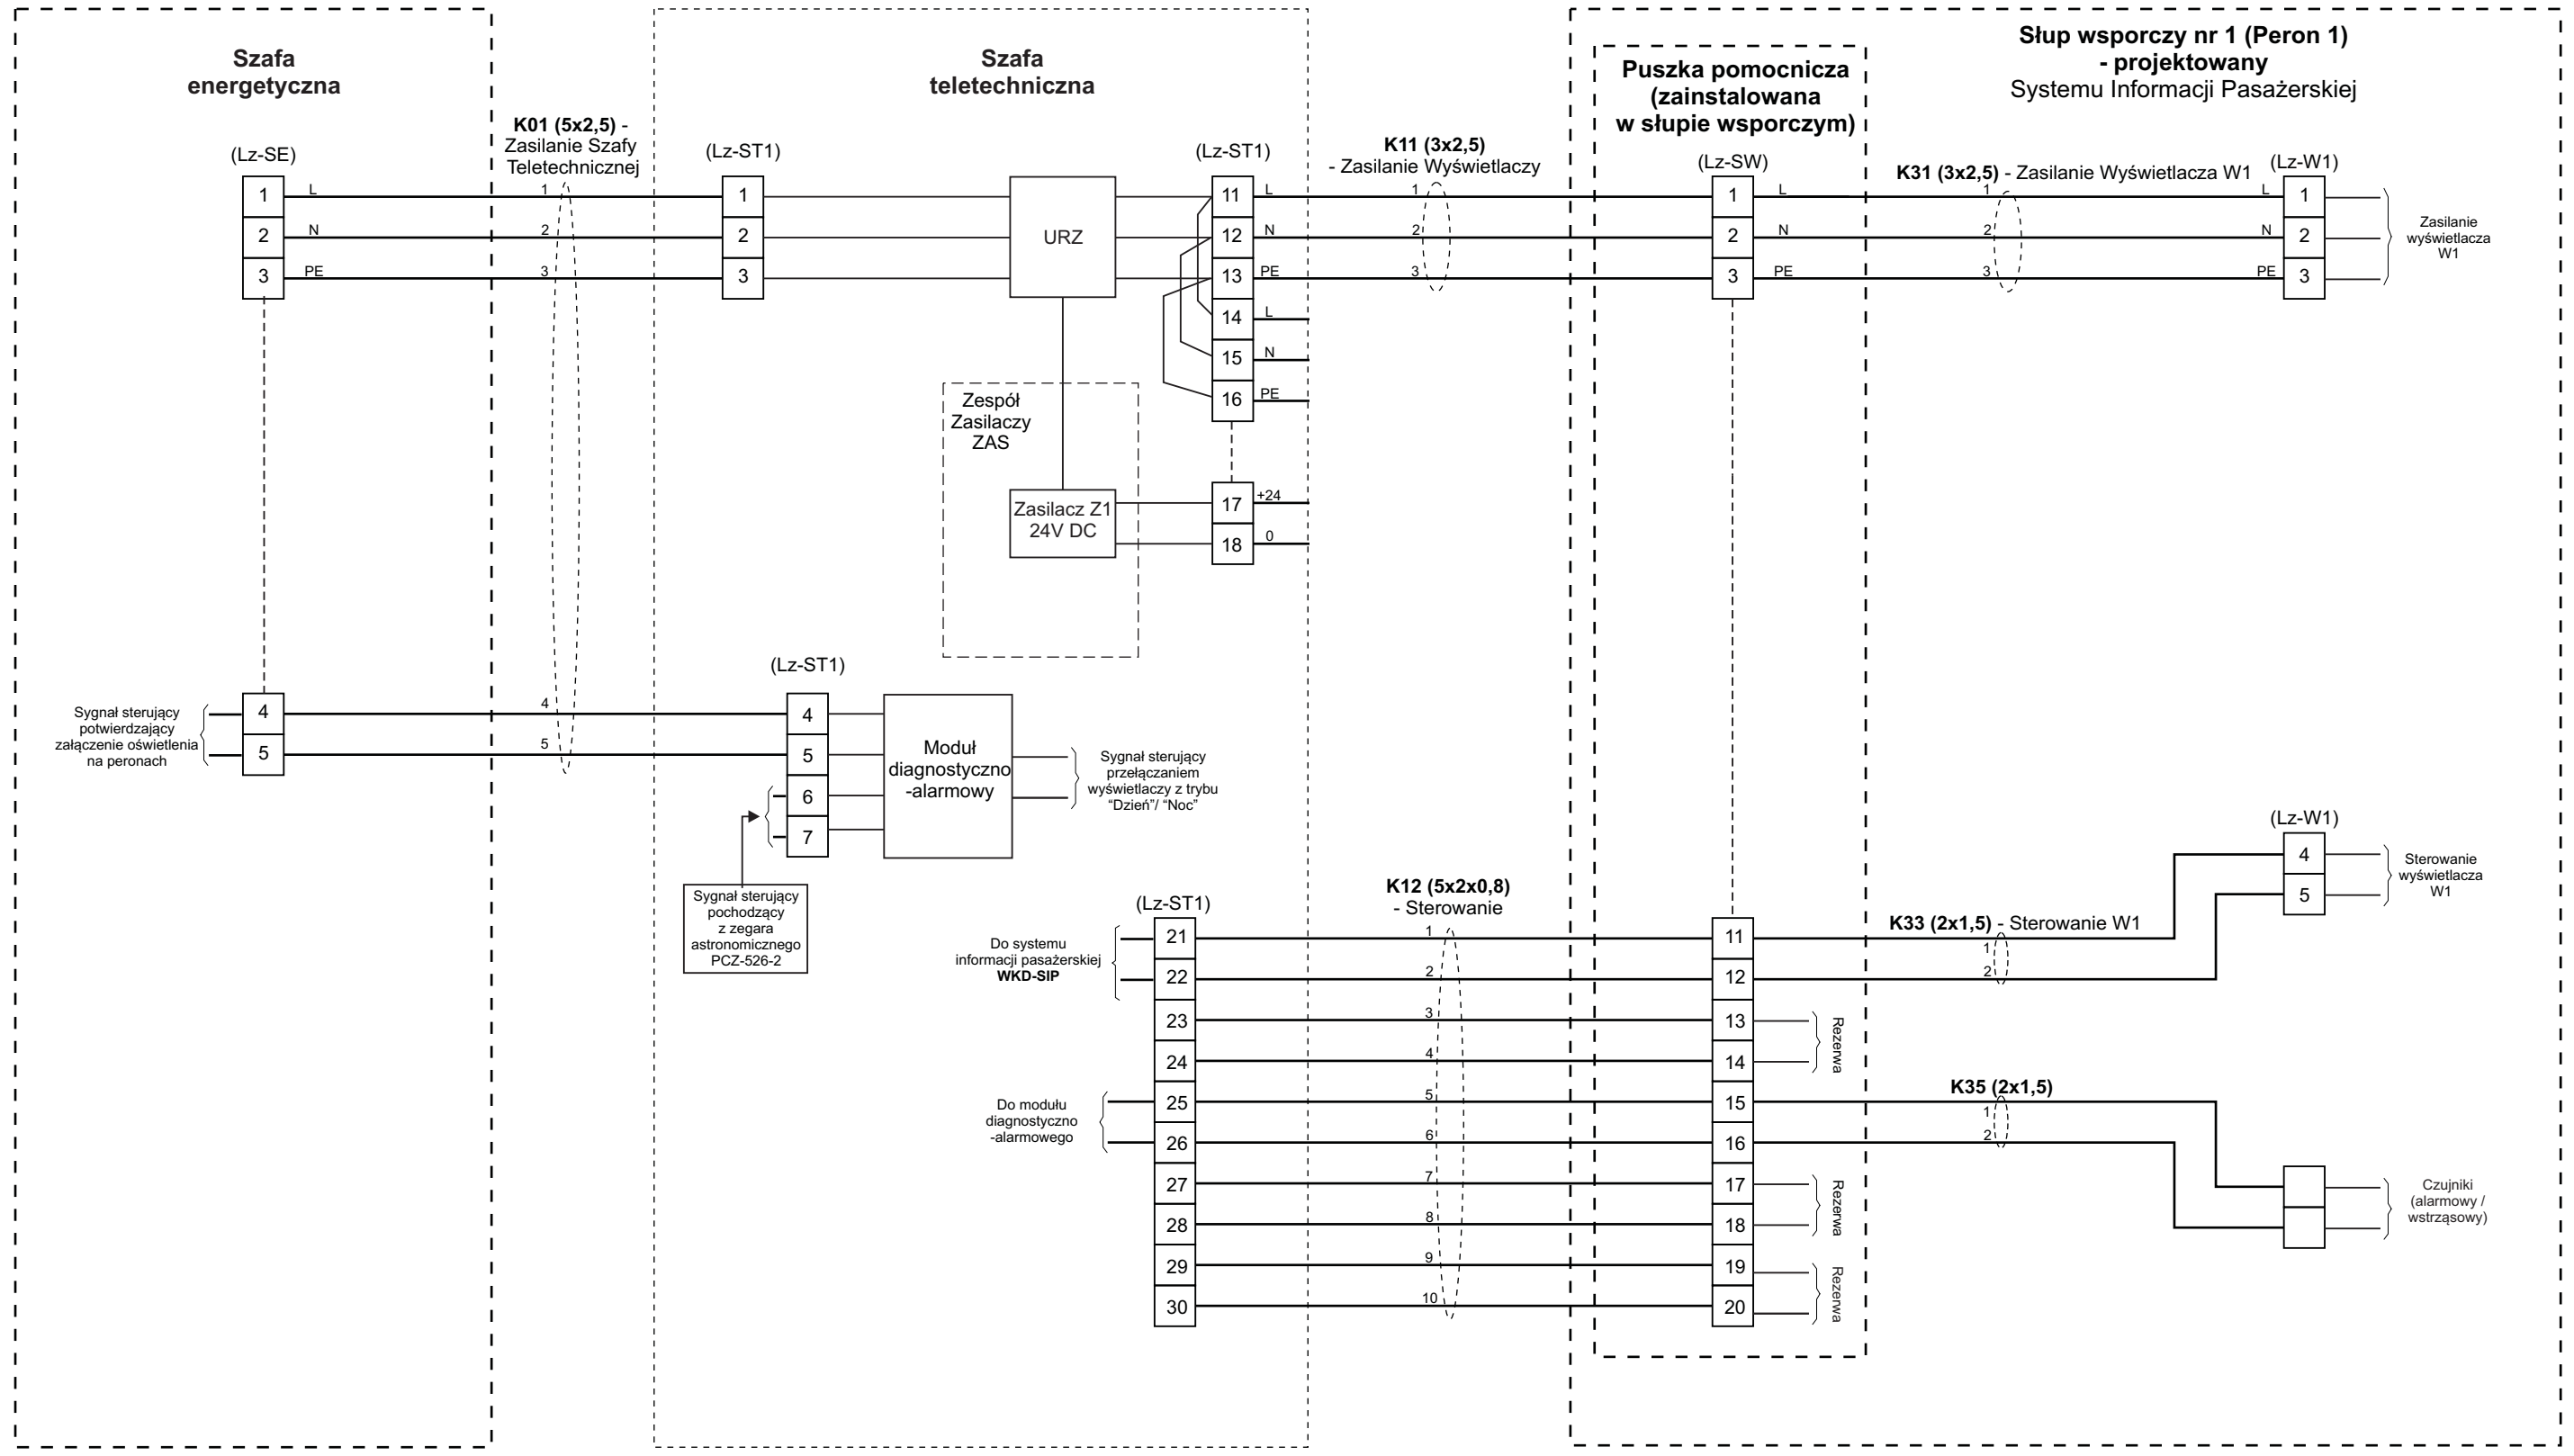 Szafa
energetyczna
(Lz-SE)
1
2
3
L
N
PE
4
5
Sygnał sterujący
potwierdzający
załączenie oświetlenia
na peronach
K01 (5x2,5) -
Zasilanie Szafy
Teletechnicznej
1
2
3
4
5
Szafa
teletechniczna
(Lz-ST1)
1
2
3
URZ
(Lz-ST1)
11
12
13
14
15
16
L
N
PE
L
N
PE
Zespół
Zasilaczy
ZAS
Zasilacz Z1
24V DC
17
18
+24
0
(Lz-ST1)
4
5
6
7
Moduł
diagnostyczno
-alarmowy
Sygnał sterujący
przełączaniem
wyświetlaczy z trybu
“Dzień”/ “Noc”
Sygnał sterujący
pochodzący
z zegara
astronomicznego
PCZ-526-2
(Lz-ST1)
21
22
23
24
25
26
27
28
29
30
Do systemu
informacji pasażerskiej
WKD-SIP
Do modułu
diagnostyczno
-alarmowego
K11 (3x2,5)
- Zasilanie Wyświetlaczy
1
2
3
K12 (5x2x0,8)
- Sterowanie
1
2
3
4
5
6
7
8
9
10
Słup wsporczy nr 1 (Peron 1)
- projektowany
Systemu Informacji Pasażerskiej
Puszka pomocnicza
(zainstalowana
w słupie wsporczym)
(Lz-SW)
1
2
3
L
N
PE
11
12
13
14
15
16
17
18
19
20
Rezerwa
Rezerwa
Rezerwa
K31 (3x2,5) - Zasilanie Wyświetlacza W1
1
2
3
L
N
PE
(Lz-W1)
1
2
3
Zasilanie
wyświetlacza
W1
K33 (2x1,5) - Sterowanie W1
1
2
(Lz-W1)
4
5
Sterowanie
wyświetlacza
W1
K35 (2x1,5)
1
2
Czujniki
(alarmowy /
wstrząsowy)